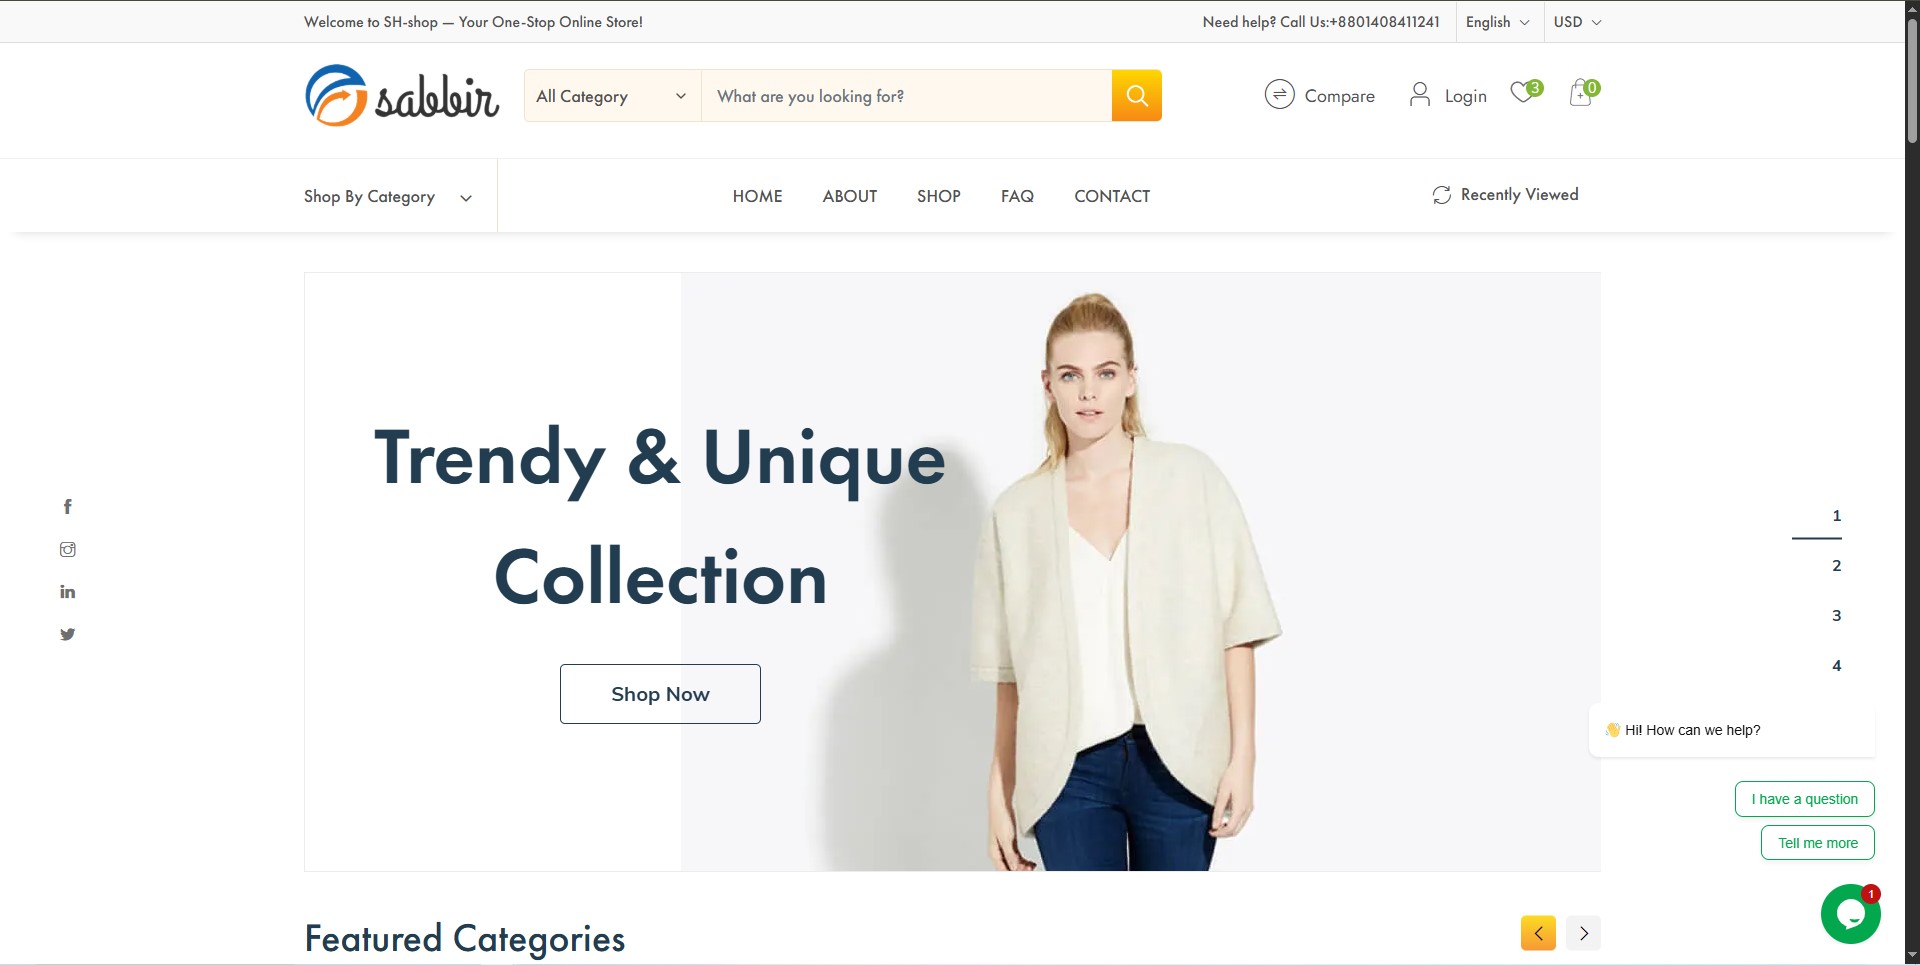 Welcome to SH-shop — Your One-Stop Online Store!
Need help? Call Us:+8801408411241
English
USD
sabbir
All Category
What are you looking for?
Compare
Login
3
0
Shop By Category
HOME
ABOUT
SHOP
FAQ
CONTACT
Recently Viewed
Trendy & Unique
Collection
Shop Now
1
2
3
4
👋 Hi! How can we help?
I have a question
Tell me more
1
Featured Categories